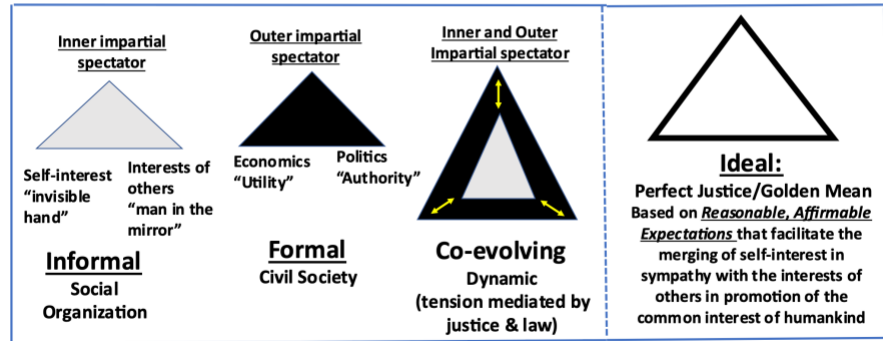 Inner impartial
spectator
Self-interest
“invisible
hand”
Interests of
others
“man in the
mirror”
Informal
Social
Organization
Outer impartial
spectator
Economics
“Utility”
Politics
“Authority”
Formal
Civil Society
Inner and Outer
Impartial spectator
Co-evolving
Dynamic
(tension mediated by
justice & law)
Ideal:
Perfect Justice/Golden Mean
Based on Reasonable, Affirmable
Expectations that facilitate the
merging of self-interest in
sympathy with the interests of
others in promotion of the
common interest of humankind